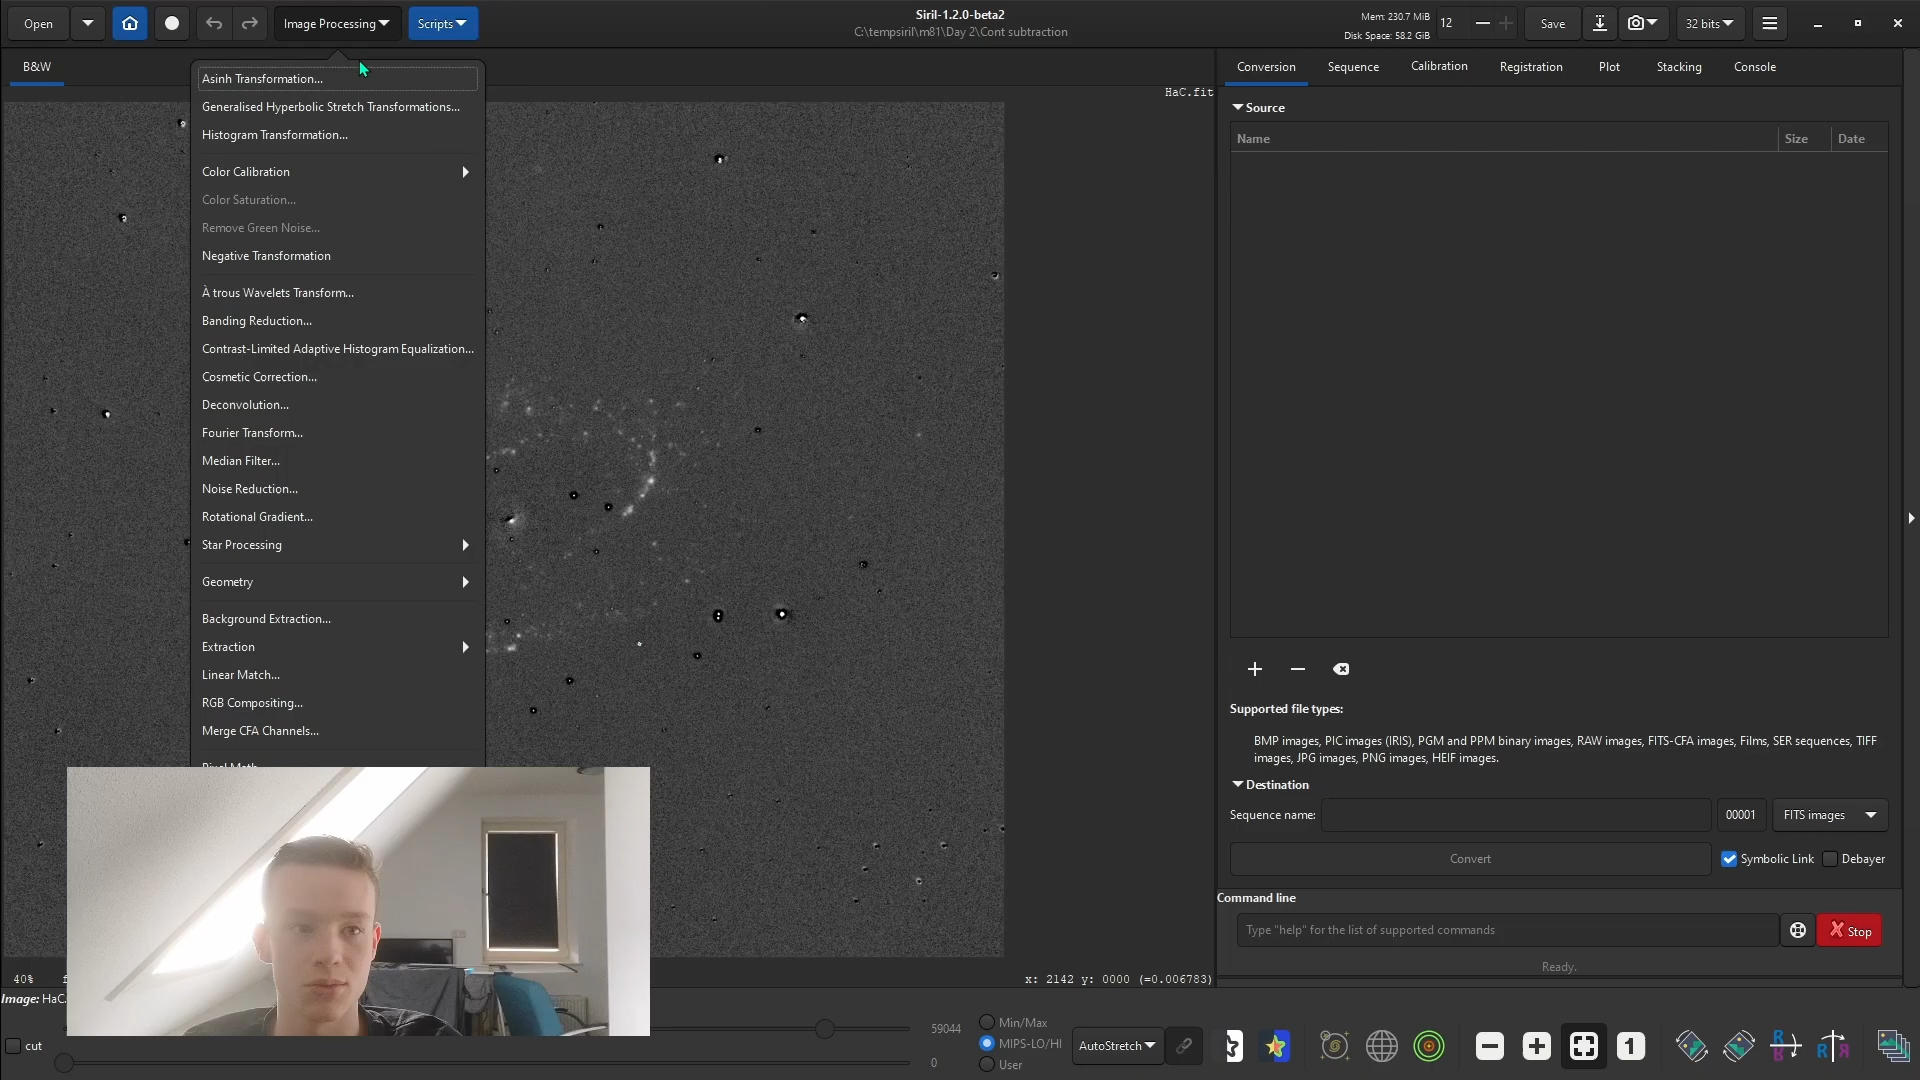 Open
Image Processing
Scripts
Siril-1.2.0-beta2
C:\tempsiril\m81\Day 2\Cont subtraction
Mem: 230.7 MiB
Disk Space: 58.2 GiB
12
Save
32 bits
B&W
HaC.fit
Asinh Transformation...
Generalised Hyperbolic Stretch Transformations...
Histogram Transformation...
Color Calibration
Color Saturation...
Remove Green Noise...
Negative Transformation
À trous Wavelets Transform...
Banding Reduction...
Contrast-Limited Adaptive Histogram Equalization...
Cosmetic Correction...
Deconvolution...
Fourier Transform...
Median Filter...
Noise Reduction...
Rotational Gradient...
Star Processing
Geometry
Background Extraction...
Extraction
Linear Match...
RGB Compositing...
Merge CFA Channels...
Conversion
Sequence
Calibration
Registration
Plot
Stacking
Console
Source
Name
Size
Date
Supported file types:
BMP images, PIC images (IRIS), PGM and PPM binary images, RAW images, FITS-CFA images, Films, SER sequences, TIFF
images, JPG images, PNG images, HEIF images.
Destination
Sequence name:
00001
FITS images
Convert
Symbolic Link
Debayer
Command line
Type "help" for the list of supported commands
Stop
Ready.
40%
x: 2142 y: 0000 (=0.006783)
Image: HaC.
cut
59044
0
Min/Max
MIPS-LO/HI
User
AutoStretch
1